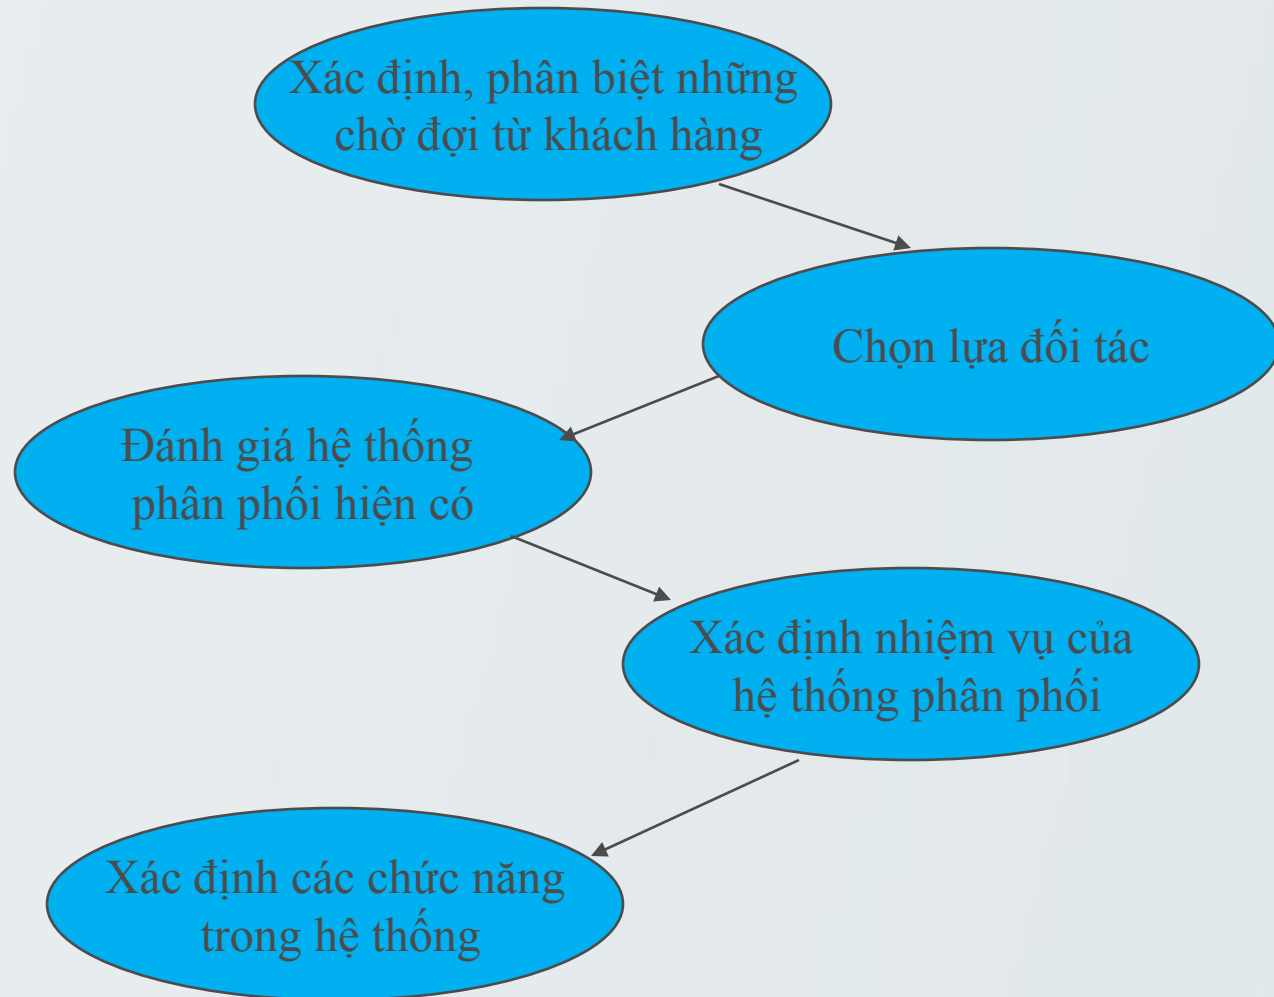 Xác định, phân biệt những
chờ đợi từ khách hàng
Chọn lựa đối tác
Đánh giá hệ thống
phân phối hiện có
Xác định nhiệm vụ của
hệ thống phân phối
Xác định các chức năng
trong hệ thống